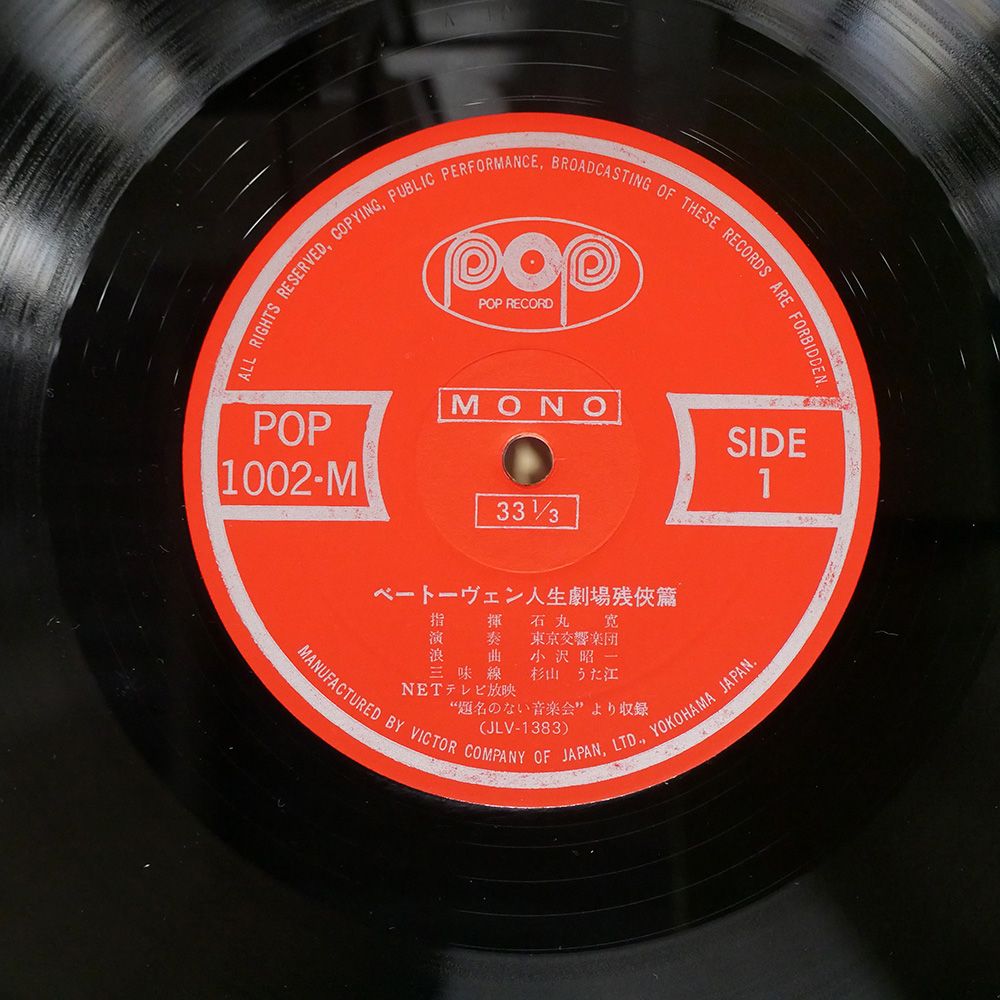 ALL RIGHTS RESERVED, COPYING, PUBLIC PERFORMANCE, BROADCASTING OF THESE RECORDS ARE FORBIDDEN.
pop
POP RECORD
MONO
POP
1002-M
SIDE
1
33 1/3
ベートーヴェン人生劇場残侠篇
指揮 石丸 寛
演奏 東京交響楽団
浪曲 小沢昭一
三味線 杉山 うた江
NETテレビ放映
“題名のない音楽会”より収録
(JLV-1383)
MANUFACTURED BY VICTOR COMPANY OF JAPAN, LTD., YOKOHAMA JAPAN.